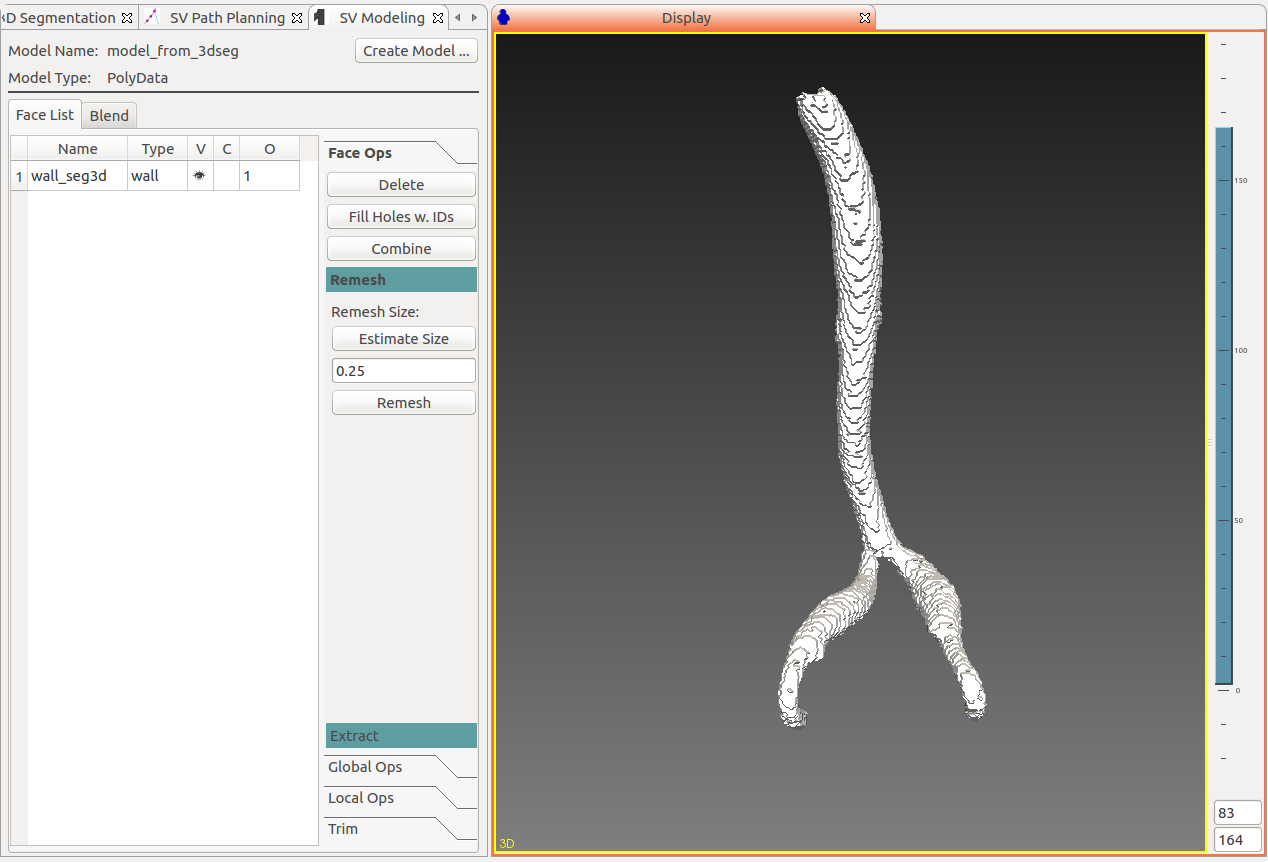 D Segmentation SV Path Planning SV Modeling
Model Name: model_from_3dseg Create Model ...
Model Type: PolyData
Face List Blend
Name Type V C O
1 wall_seg3d wall 1
Face Ops
Delete
Fill Holes w. IDs
Combine
Remesh
Remesh Size:
Estimate Size
0.25
Remesh
Extract
Global Ops
Local Ops
Trim
Display
150
100
50
0
83
164
3D